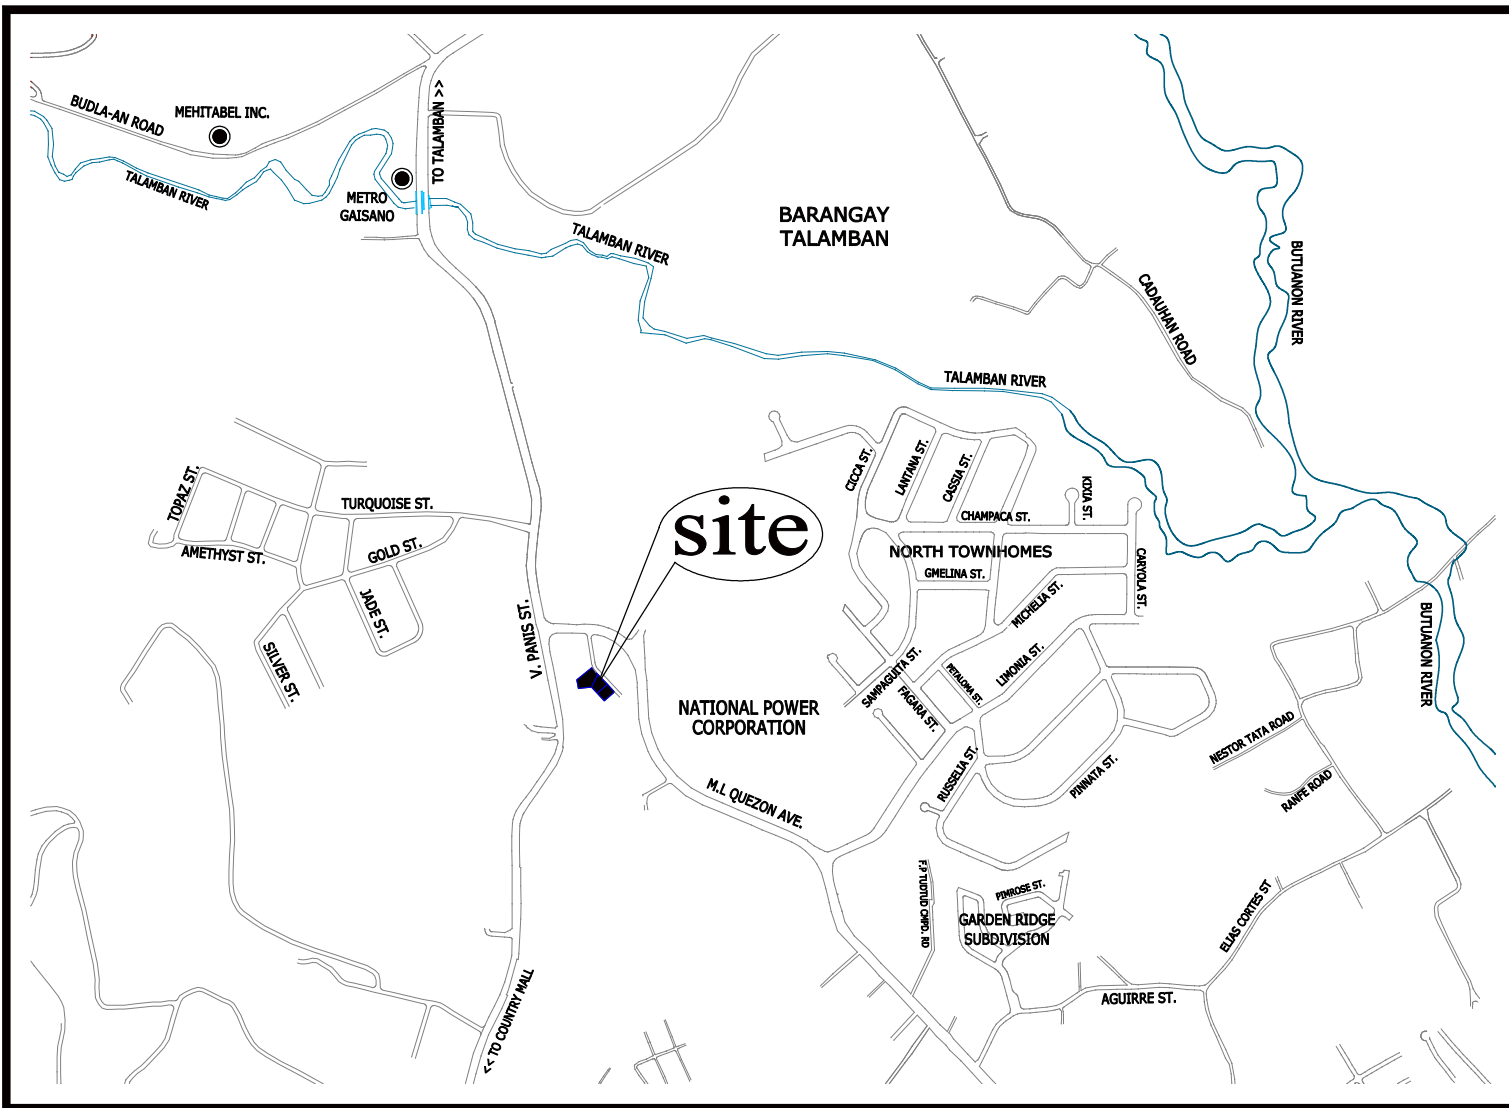 BUDLA-AN ROAD
MEHITABEL INC.
TO TALAMBAN >>
TALAMBAN RIVER
METRO
GAISANO
TALAMBAN RIVER
BARANGAY
TALAMBAN
BUTUANON RIVER
CADAUHAN ROAD
TALAMBAN RIVER
TOPAZ ST.
TURQUOISE ST.
AMETHYST ST.
GOLD ST.
JADE ST.
SILVER ST.
V. PANIS ST.
site
CICCA ST.
LANTANA ST.
CASSIA ST.
KIXIA ST.
CHAMPACA ST.
NORTH TOWNHOMES
GMELINA ST.
CARYOLA ST.
MICHELIA ST.
LIMONIA ST.
SAMPAGUITA ST.
PETALOMA ST.
FAGARA ST.
BUTUANON RIVER
NATIONAL POWER
CORPORATION
RUSSELIA ST.
PINNATA ST.
NESTOR TATA ROAD
RANFE ROAD
M.L QUEZON AVE.
F.P TUDTUD CMPD. RD
PIMROSE ST.
GARDEN RIDGE
SUBDIVISION
ELIAS CORTES ST
AGUIRRE ST.
<< TO COUNTRY MALL